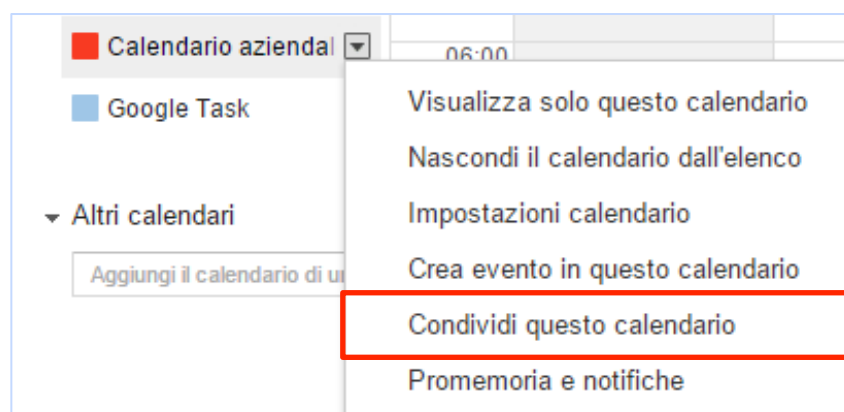 Calendario aziendal
06:00
Google Task
Visualizza solo questo calendario
Nascondi il calendario dall'elenco
Altri calendari
Impostazioni calendario
Aggiungi il calendario di un
Crea evento in questo calendario
Condividi questo calendario
Promemoria e notifiche